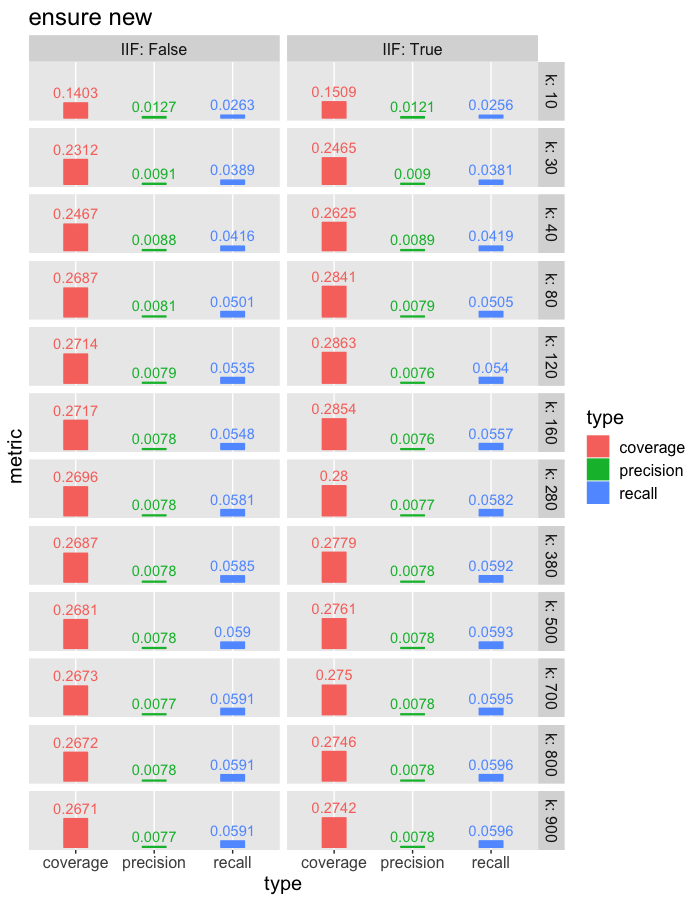 ensure new
IIF: False IIF: True
0.1403 0.0127 0.0263 0.1509 0.0121 0.0256 k: 10
0.2312 0.0091 0.0389 0.2465 0.009 0.0381 k: 30
0.2467 0.0088 0.0416 0.2625 0.0089 0.0419 k: 40
0.2687 0.0081 0.0501 0.2841 0.0079 0.0505 k: 80
0.2714 0.0079 0.0535 0.2863 0.0076 0.054 k: 120
0.2717 0.0078 0.0548 0.2854 0.0076 0.0557 k: 160
0.2696 0.0078 0.0581 0.28 0.0077 0.0582 k: 280
0.2687 0.0078 0.0585 0.2779 0.0078 0.0592 k: 380
0.2681 0.0078 0.059 0.2761 0.0078 0.0593 k: 500
0.2673 0.0077 0.0591 0.275 0.0078 0.0595 k: 700
0.2672 0.0078 0.0591 0.2746 0.0078 0.0596 k: 800
0.2671 0.0077 0.0591 0.2742 0.0078 0.0596 k: 900
coverage precision recall coverage precision recall
type
metric
type
coverage
precision
recall